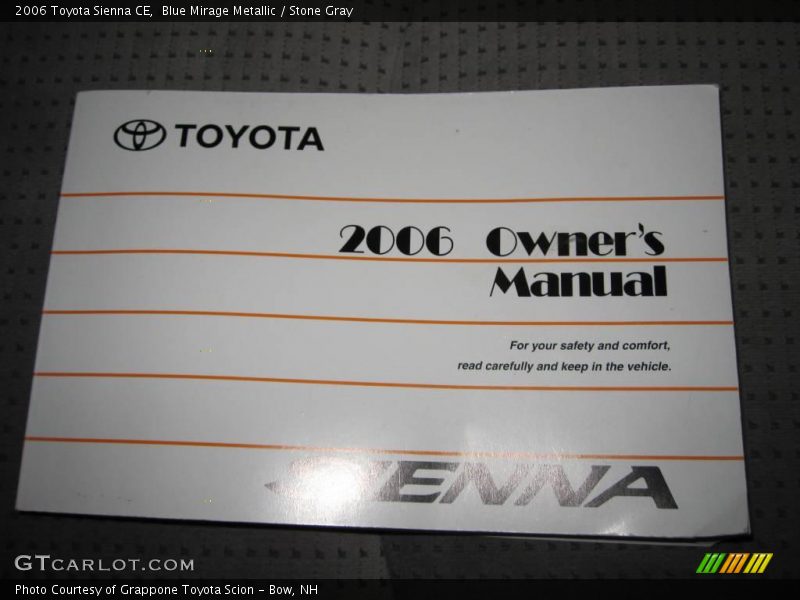 2006 Toyota Sienna CE,  Blue Mirage Metallic / Stone Gray
TOYOTA
2006 Owner's
Manual
For your safety and comfort,
read carefully and keep in the vehicle.
SIENNA
GTCARLOT.COM
Photo Courtesy of Grappone Toyota Scion - Bow, NH